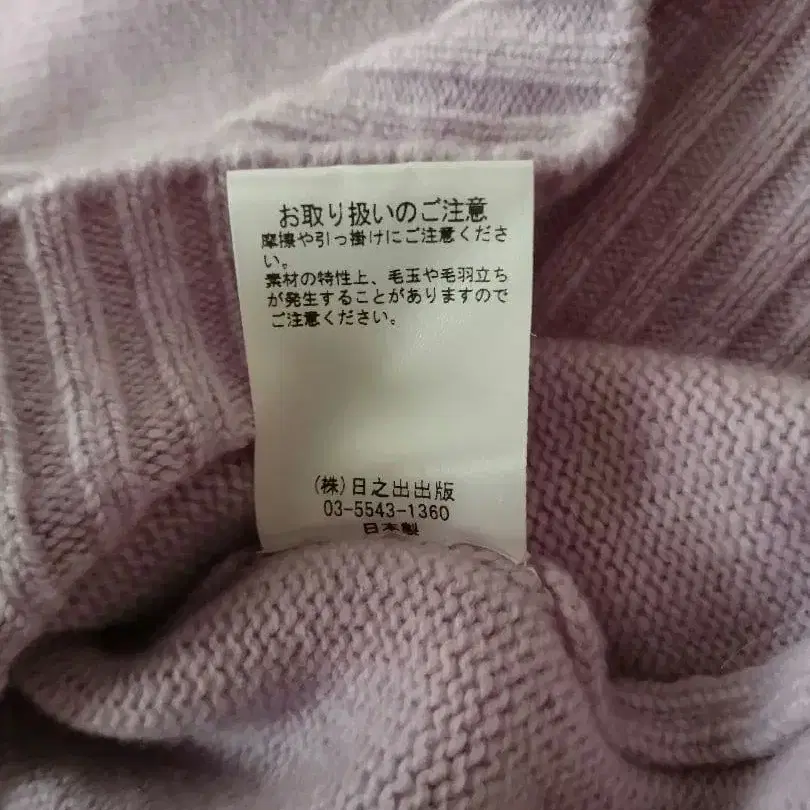 お取り扱いのご注意
摩擦や引っ掛けにご注意くださ
い。
素材の特性上、毛玉や毛羽立ち
が発生することがありますので
ご注意ください。
(株)日之出出版
03-5543-1360
日本製